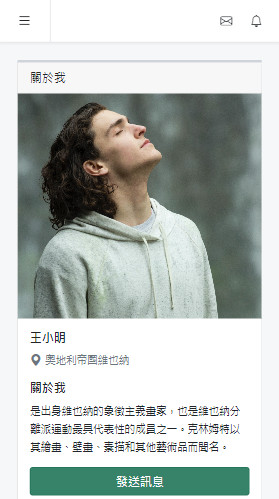 關於我
王小明
奧地利帝國維也納
關於我
是出身維也納的象徵主義畫家，也是維也納分
離派運動最具代表性的成員之一。克林姆特以
其繪畫、壁畫、素描和其他藝術品而聞名。
發送訊息